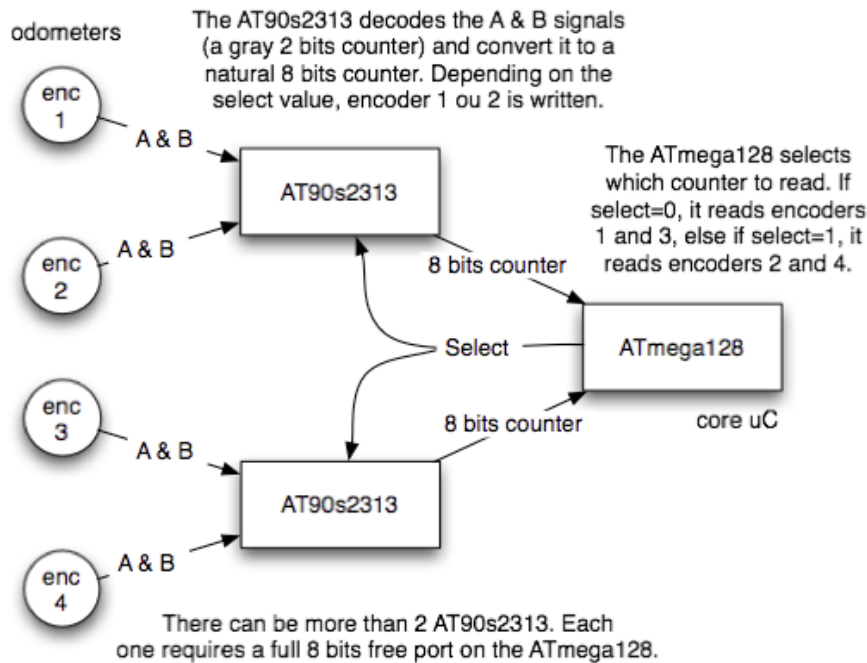 odometers
The AT90s2313 decodes the A & B signals
(a gray 2 bits counter) and convert it to a
natural 8 bits counter. Depending on the
select value, encoder 1 ou 2 is written.
enc
1
A & B
AT90s2313
The ATmega128 selects
which counter to read. If
select=0, it reads encoders
1 and 3, else if select=1, it
reads encoders 2 and 4.
A & B
enc
2
8 bits counter
Select
ATmega128
enc
3
8 bits counter
core uC
A & B
AT90s2313
A & B
enc
4
There can be more than 2 AT90s2313. Each
one requires a full 8 bits free port on the ATmega128.